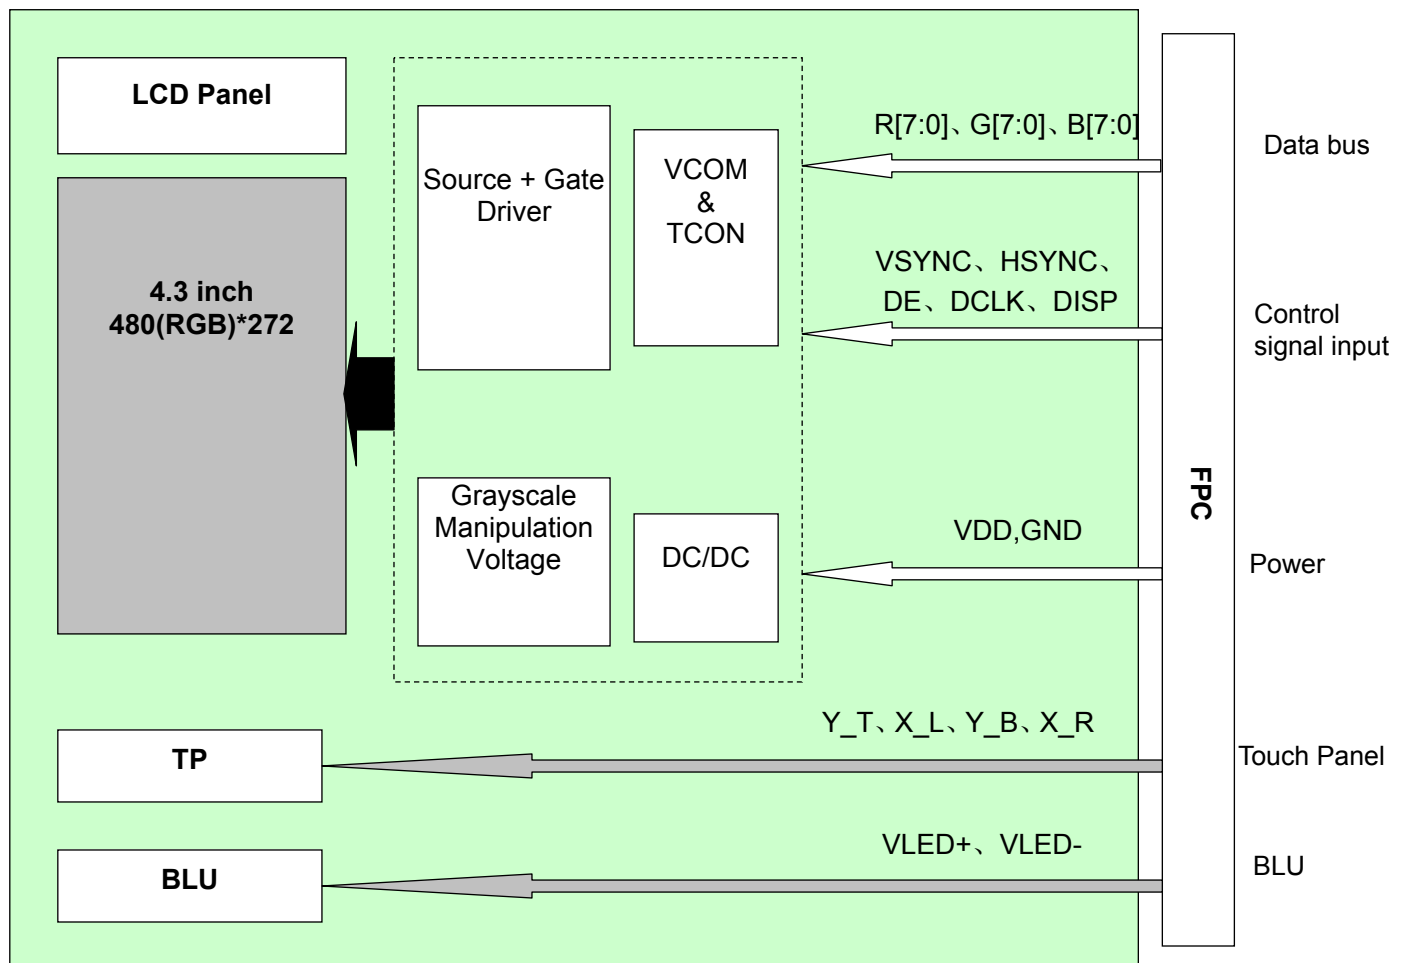 LCD Panel
4.3 inch
480(RGB)*272
Source + Gate
Driver
VCOM
&
TCON
Grayscale
Manipulation
Voltage
DC/DC
R[7:0]、G[7:0]、B[7:0]
VSYNC、HSYNC、
DE、DCLK、DISP
VDD,GND
Y_T、X_L、Y_B、X_R
VLED+、VLED-
TP
BLU
FPC
Data bus
Control
signal input
Power
Touch Panel
BLU